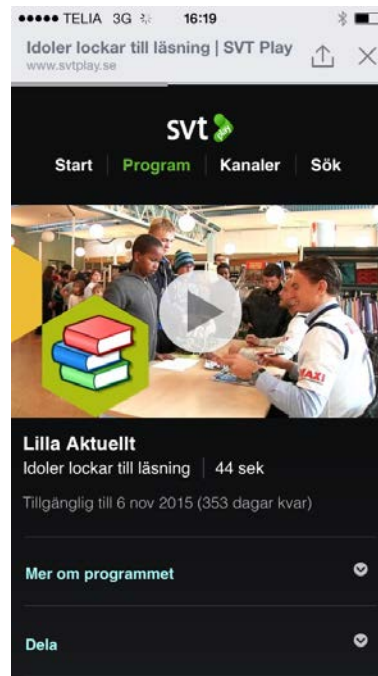 TELIA 3G 16:19
Idoler lockar till läsning | SVT Play
www.svtplay.se
svt play
Start | Program | Kanaler | Sök
MAXI
Lilla Aktuellt
Idoler lockar till läsning | 44 sek
Tillgänglig till 6 nov 2015 (353 dagar kvar)
Mer om programmet
Dela